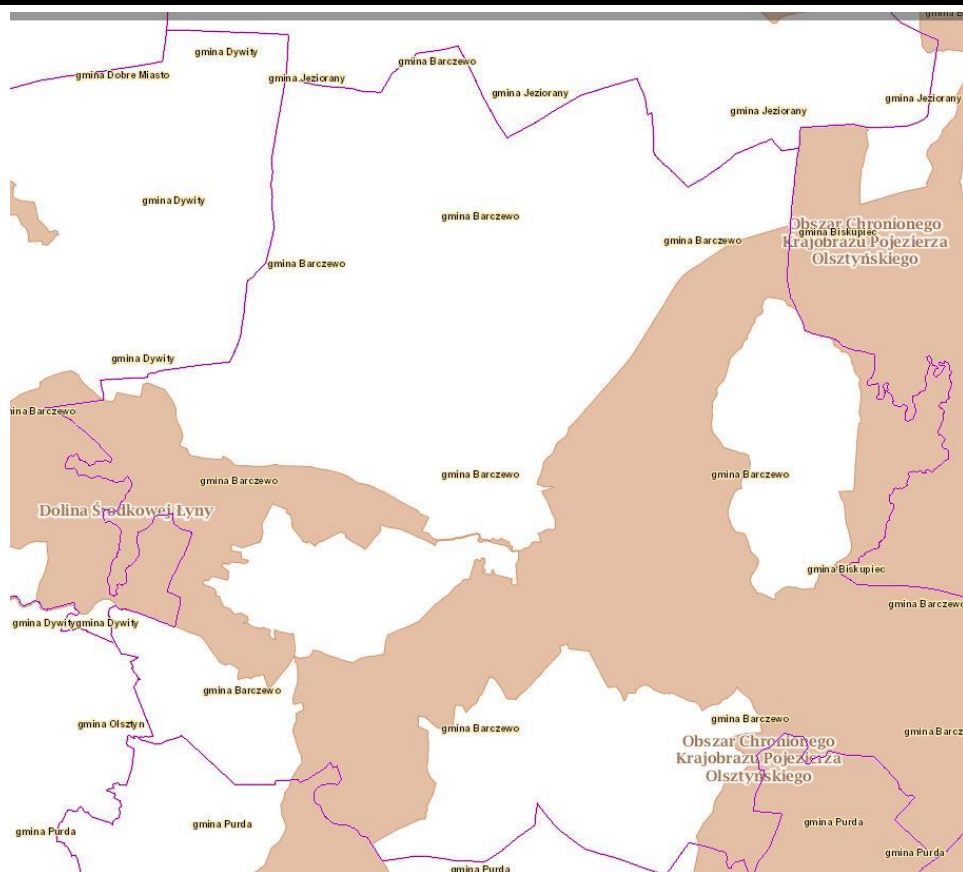 gmina B
gmina Dywity
gmina Barczewo
gmina Dobre Miasto
gmina Jeziorany
gmina Jeziorany
gmina Jeziorany
gmina Jeziorany
gmina Dywity
gmina Barczewo
Obszar Chronionego
gmina Biskupiec
Krajobrazu Pojezierza
Olsztyńskiego
gmina Barczewo
gmina Barczewo
gmina Dywity
mina Barczewo
gmina Barczewo
gmina Barczewo
gmina Barczewo
Dolina Środkowej Łyny
gmina Biskupiec
gmina Barczewo
gmina Dywity
gmina Dywity
gmina Barczewo
gmina Olsztyn
gmina Barczewo
gmina Barczewo
gmina Barcz
Obszar Chronionego
Krajobrazu Pojezierza
Olsztyńskiego
gmina Purda
gmina Purda
gmina Purda
gmina Purda
gmina Purda